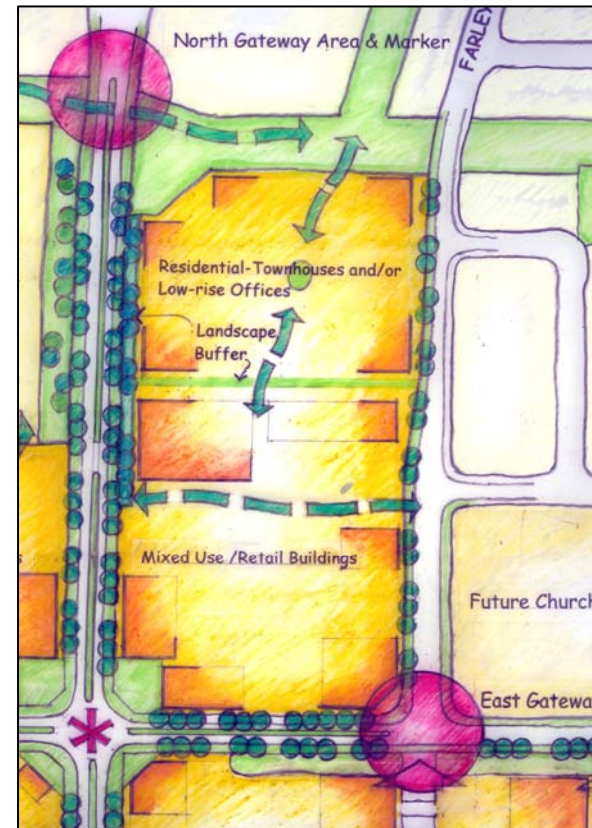 North Gateway Area & Marker
FARLEY
Residential-Townhouses and/or
Low-rise Offices
Landscape
Buffer
Mixed Use /Retail Buildings
s
Future Church
East Gatewa